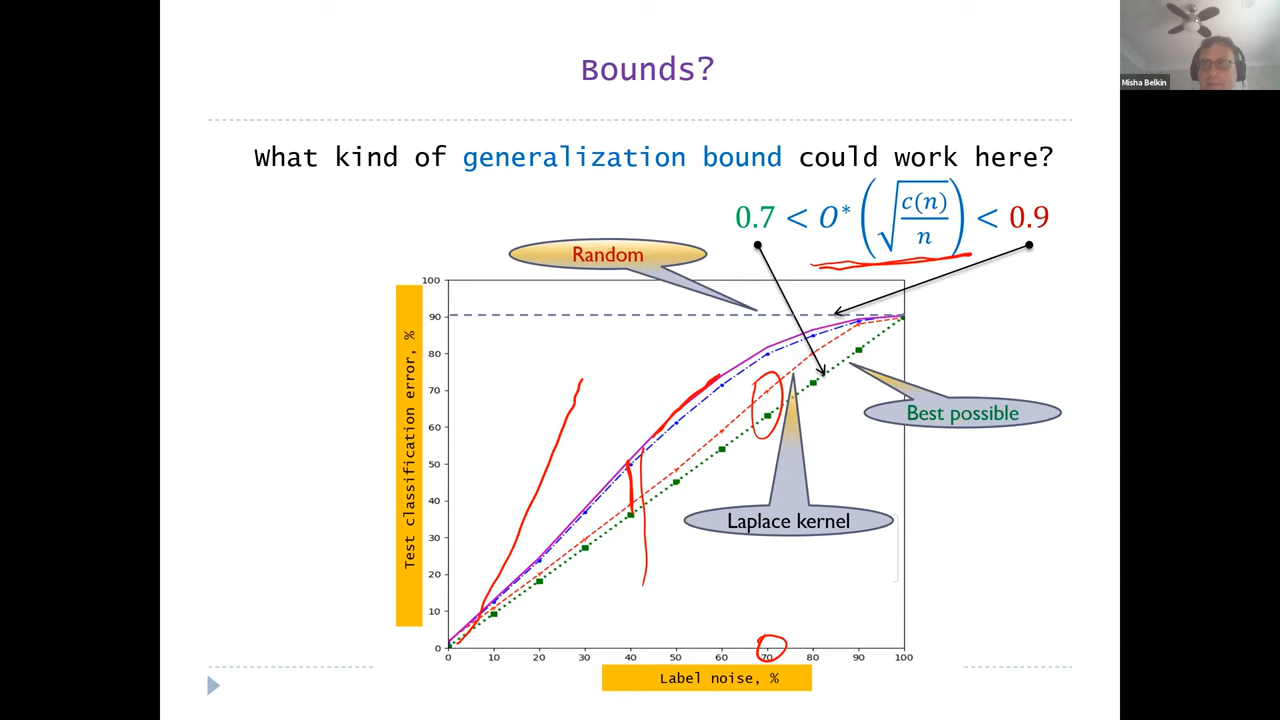 Bounds?
Misha Belkin
What kind of generalization bound could work here?
0.7 < O* (√(c(n)/n)) < 0.9
Random
Best possible
Laplace kernel
Test classification error, %
100
90
80
70
60
50
40
30
20
10
0
0 10 20 30 40 50 60 70 80 90 100
Label noise, %